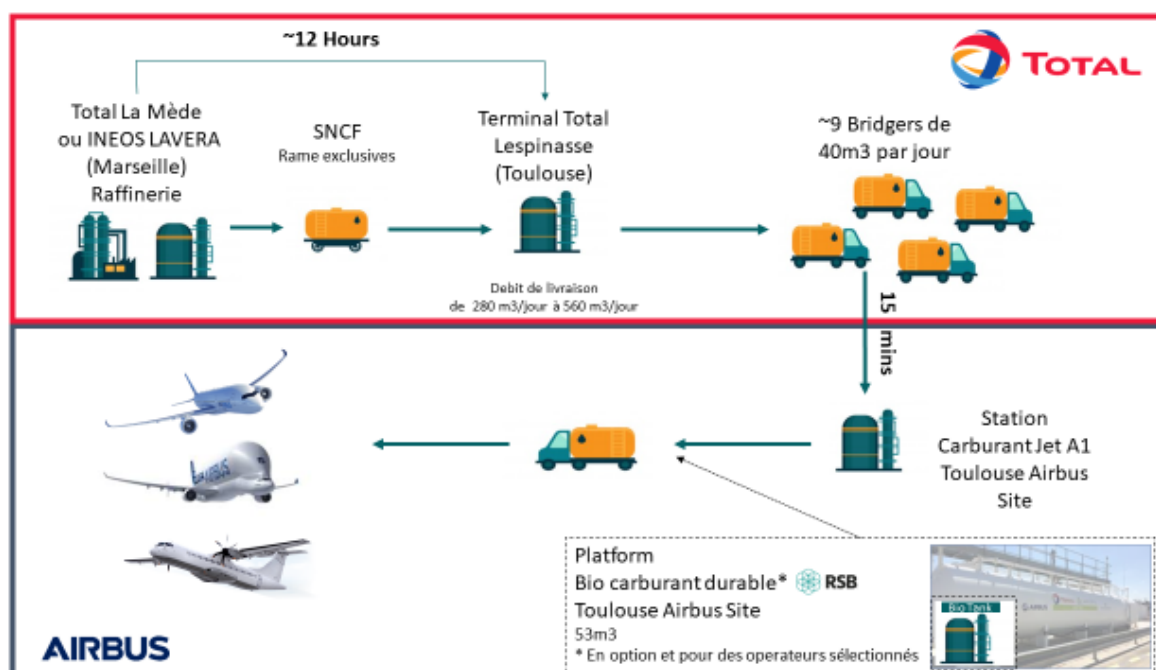 ~12 Hours
TOTAL
Total La Mède
ou INEOS LAVERA
(Marseille)
Raffinerie
SNCF
Rame exclusives
Terminal Total
Lespinasse
(Toulouse)
~9 Bridgers de
40m3 par jour
Debit de livraison
de 280 m3/jour à 560 m3/jour
15 mins
Station
Carburant Jet A1
Toulouse Airbus
Site
AIRBUS
Platform
Bio carburant durable* RSB
Toulouse Airbus Site
53m3
* En option et pour des operateurs sélectionnés
Bio Tank
AIRBUS